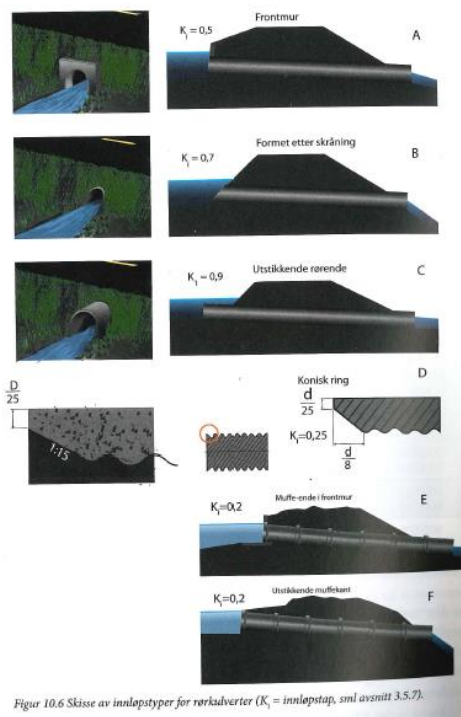 Frontmur
K_i = 0,5
A
Formet etter skråning
K_i = 0,7
B
K_i = 0,9
Utstikkende rørende
C
D
Konisk ring
D/25
1:15
d/25
K_i=0,25
d/8
Muffe-ende i frontmur
K_i=0,2
E
Utstikkende muffekant
K_i=0,2
F
Figur 10.6 Skisse av innløpstyper for rørkulverter (K_i = innløpstap, sml avsnitt 3.5.7).